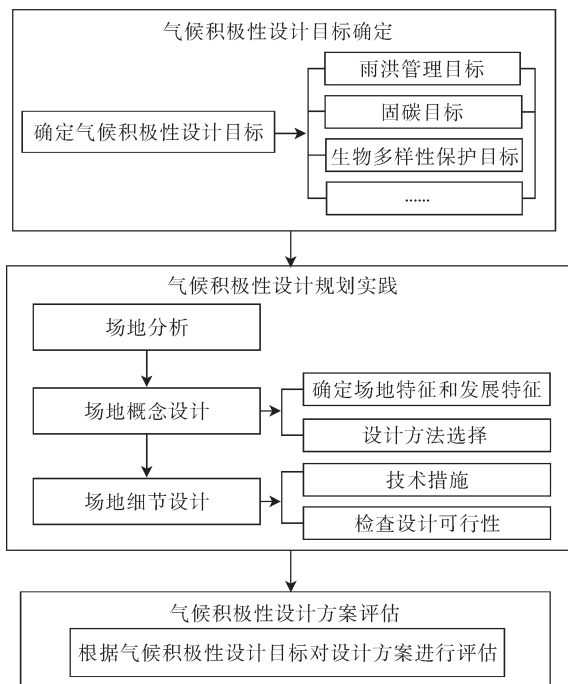 气候积极性设计目标确定
确定气候积极性设计目标
雨洪管理目标
固碳目标
生物多样性保护目标
……
气候积极性设计规划实践
场地分析
场地概念设计
确定场地特征和发展特征
设计方法选择
场地细节设计
技术措施
检查设计可行性
气候积极性设计方案评估
根据气候积极性设计目标对设计方案进行评估